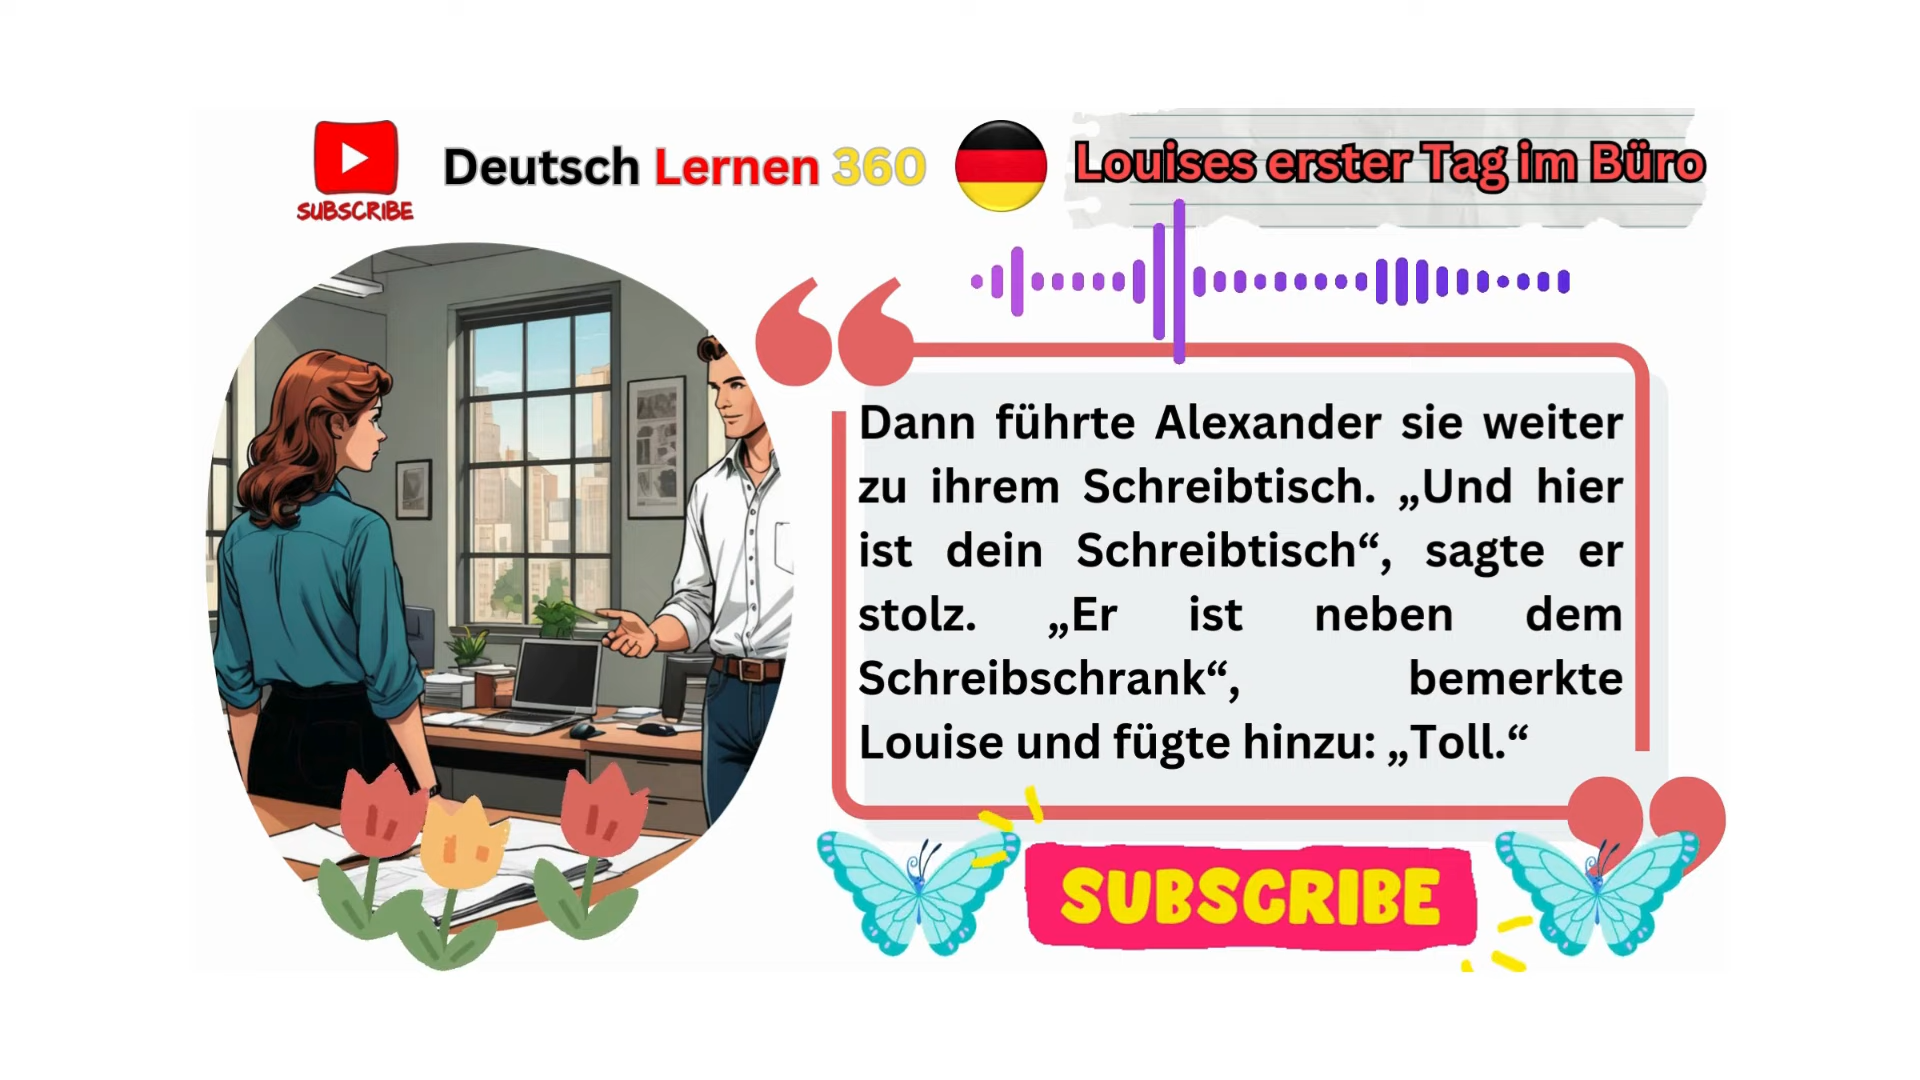 SUBSCRIBE
Deutsch Lernen 360
Louises erster Tag im Büro
Dann führte Alexander sie weiter
zu ihrem Schreibtisch. „Und hier
ist dein Schreibtisch“, sagte er
stolz. „Er ist neben dem
Schreibschrank“, bemerkte
Louise und fügte hinzu: „Toll.“
SUBSCRIBE